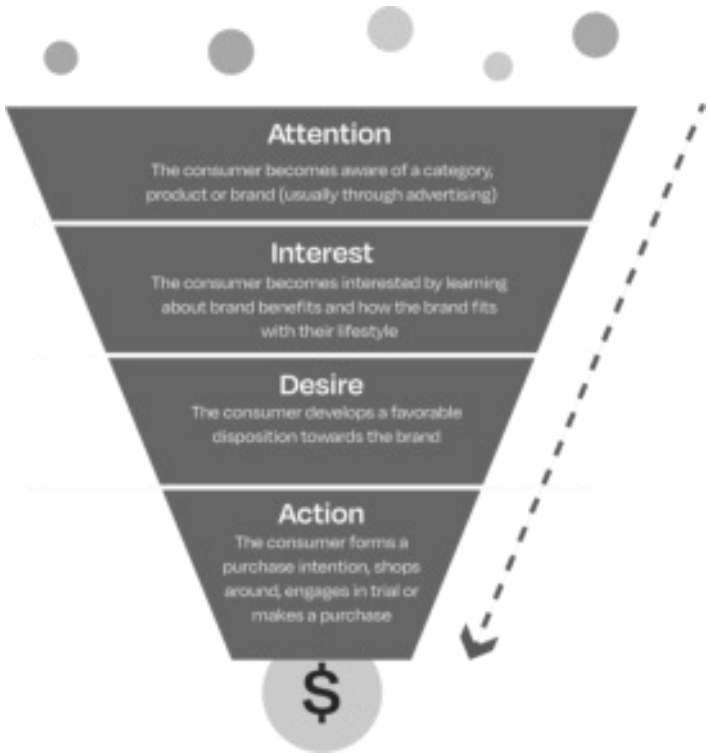 Attention
The consumer becomes aware of a category,
product or brand (usually through advertising)
Interest
The consumer becomes interested by learning
about brand benefits and how the brand fits
with their lifestyle
Desire
The consumer develops a favorable
disposition towards the brand
Action
The consumer forms a
purchase intention, shops
around, engages in trial or
makes a purchase
$